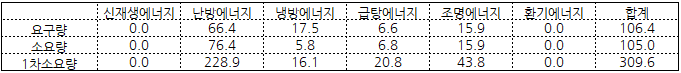 신재생에너지 난방에너지 냉방에너지 급탕에너지 조명에너지 환기에너지 합계
요구량 0.0 66.4 17.5 6.6 15.9 0.0 106.4
소요량 0.0 76.4 5.8 6.8 15.9 0.0 105.0
1차소요량 0.0 228.9 16.1 20.8 43.8 0.0 309.6